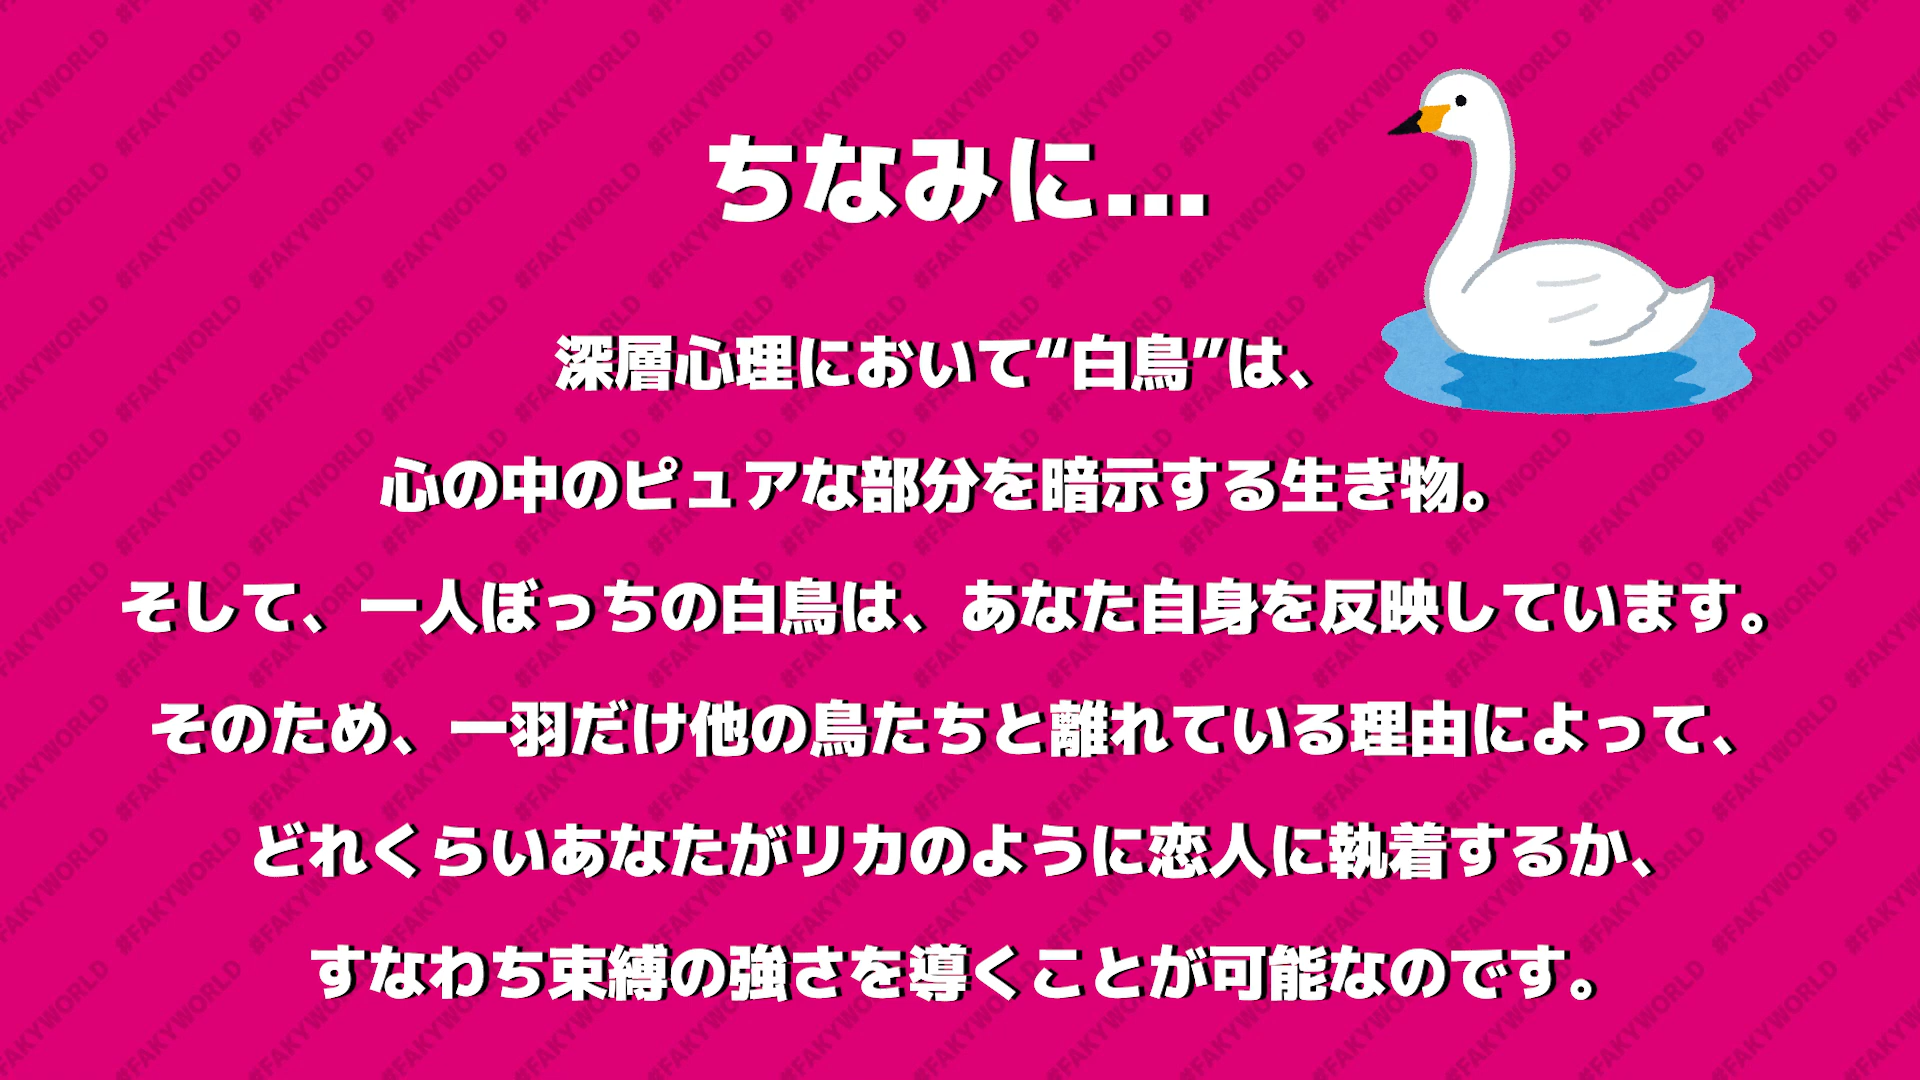 ちなみに...
深層心理において“白鳥”は、
心の中のピュアな部分を暗示する生き物。
そして、一人ぼっちの白鳥は、あなた自身を反映しています。
そのため、一羽だけ他の鳥たちと離れている理由によって、
どれくらいあなたがリカのように恋人に執着するか、
すなわち束縛の強さを導くことが可能なのです。
#FAKYWORLD